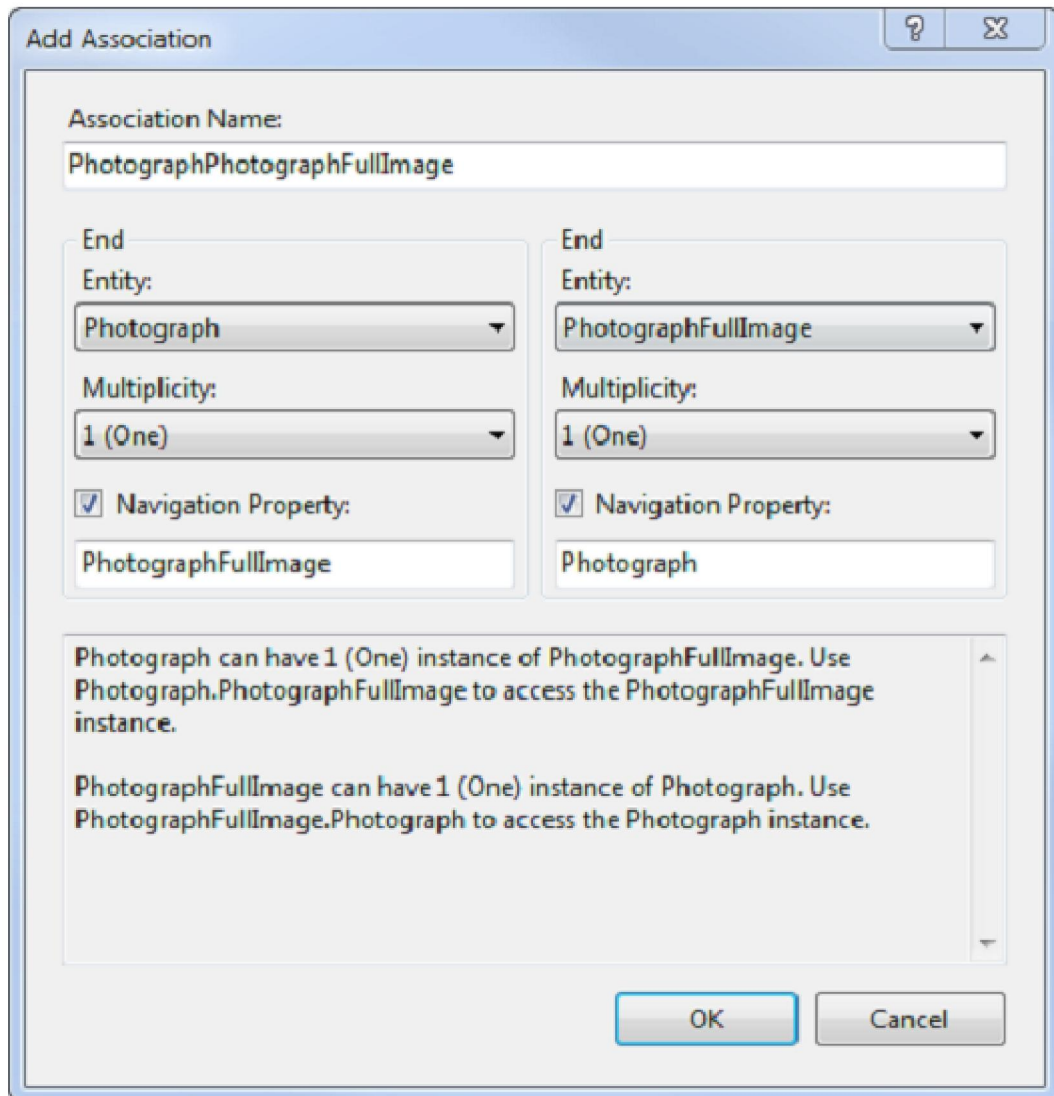 Add Association
Association Name:
PhotographPhotographFullImage
End
Entity:
Photograph
Multiplicity:
1 (One)
Navigation Property:
PhotographFullImage
End
Entity:
PhotographFullImage
Multiplicity:
1 (One)
Navigation Property:
Photograph
Photograph can have 1 (One) instance of PhotographFullImage. Use
Photograph.PhotographFullImage to access the PhotographFullImage
instance.
PhotographFullImage can have 1 (One) instance of Photograph. Use
PhotographFullImage.Photograph to access the Photograph instance.
OK
Cancel